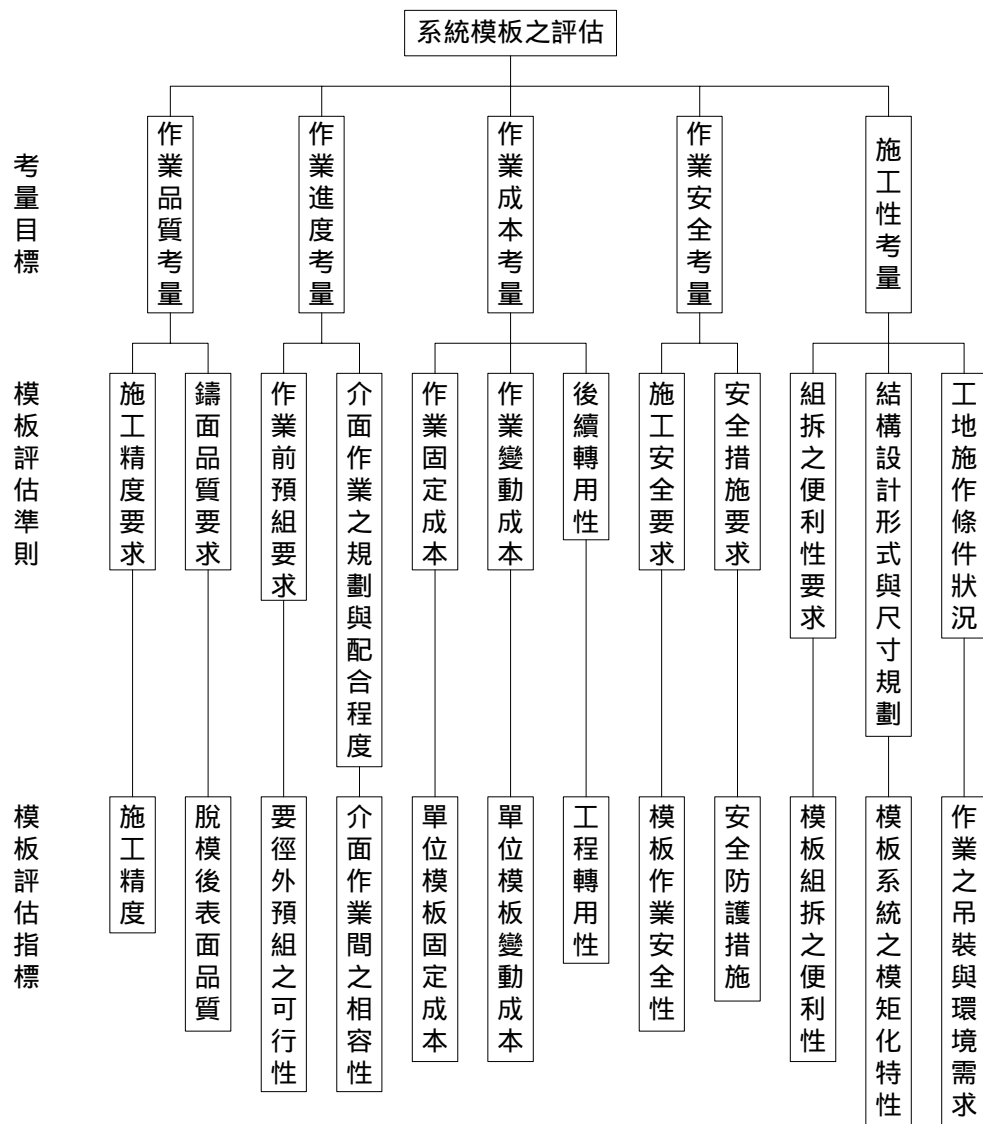 系統模板之評估
考量目標
作業品質考量
作業進度考量
作業成本考量
作業安全考量
施工性考量
模板評估準則
施工精度要求
鑄面品質要求
作業前預組要求
介面作業之規劃與配合程度
作業固定成本
作業變動成本
後續轉用性
施工安全要求
安全措施要求
組拆之便利性要求
結構設計形式與尺寸規劃
工地施作條件狀況
模板評估指標
施工精度
脫模後表面品質
要徑外預組之可行性
介面作業間之相容性
單位模板固定成本
單位模板變動成本
工程轉用性
模板作業安全性
安全防護措施
模板組拆之便利性
模板系統之模矩化特性
作業之吊裝與環境需求